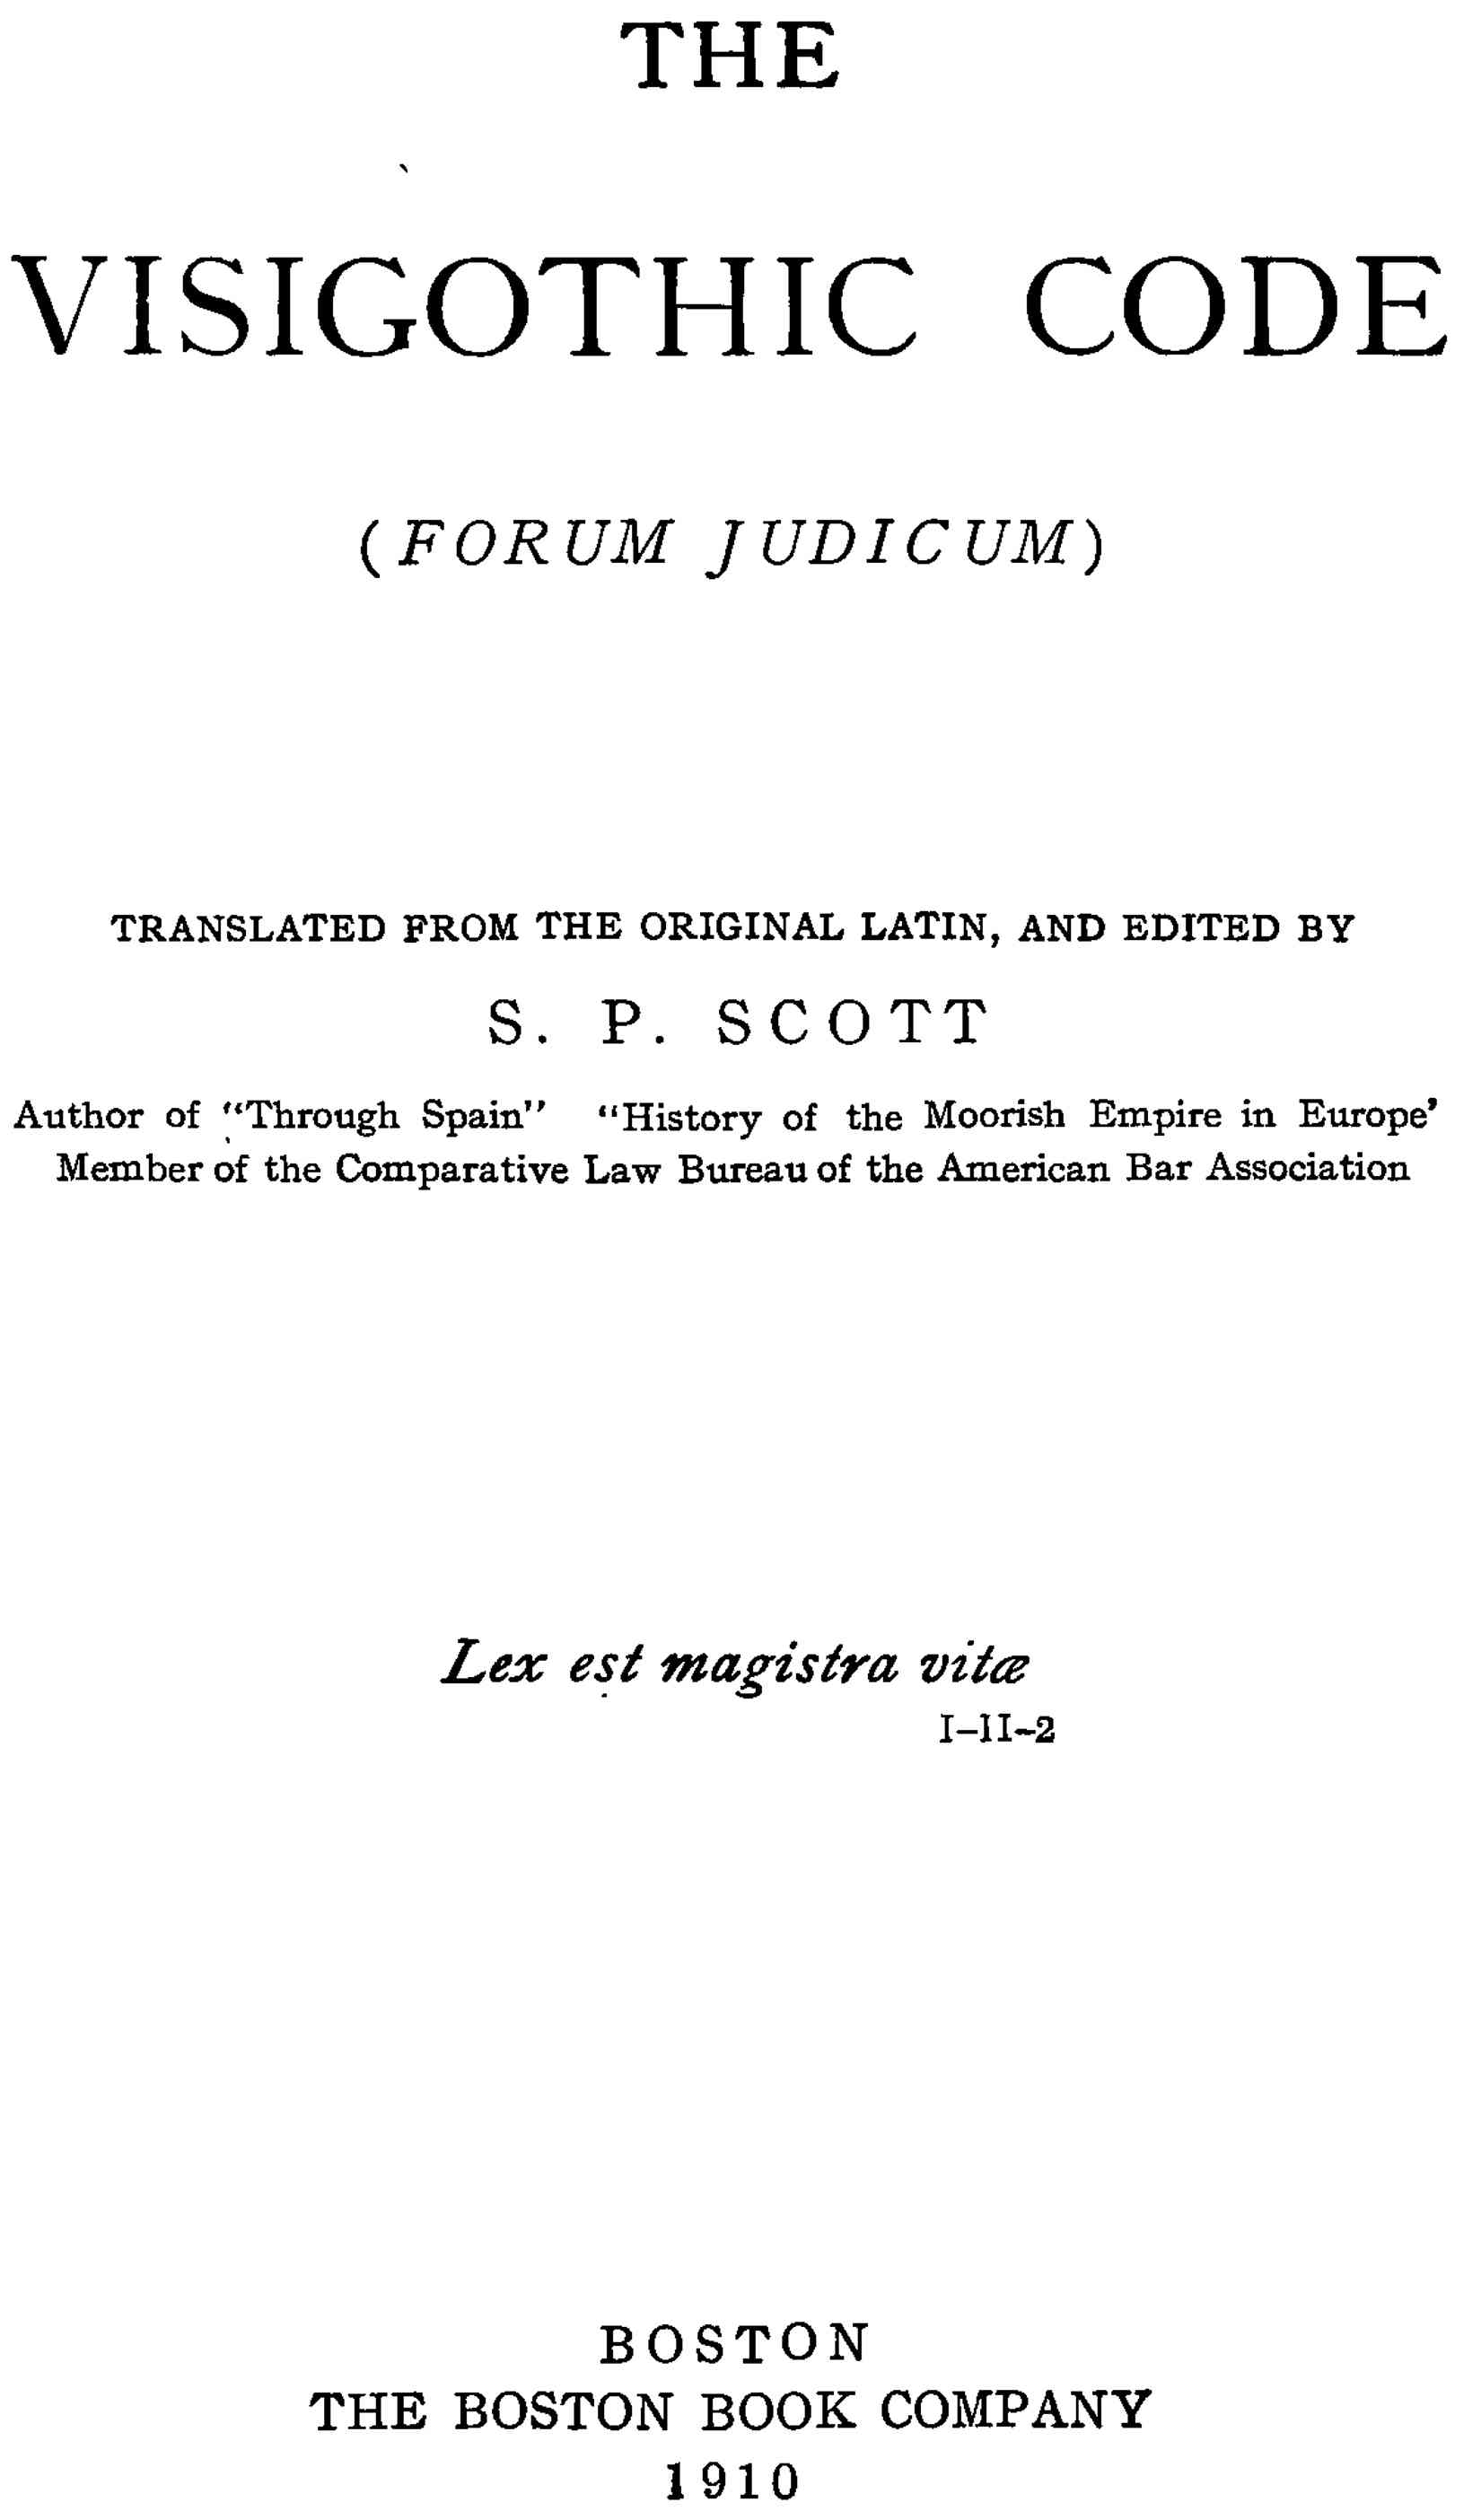 THE
VISIGOTHIC CODE
(FORUM JUDICUM)
TRANSLATED FROM THE ORIGINAL LATIN, AND EDITED BY
S. P. SCOTT
Author of "Through Spain" "History of the Moorish Empire in Europe'
Member of the Comparative Law Bureau of the American Bar Association
Lex est magistra vitæ
I-II-2
BOSTON
THE BOSTON BOOK COMPANY
1910